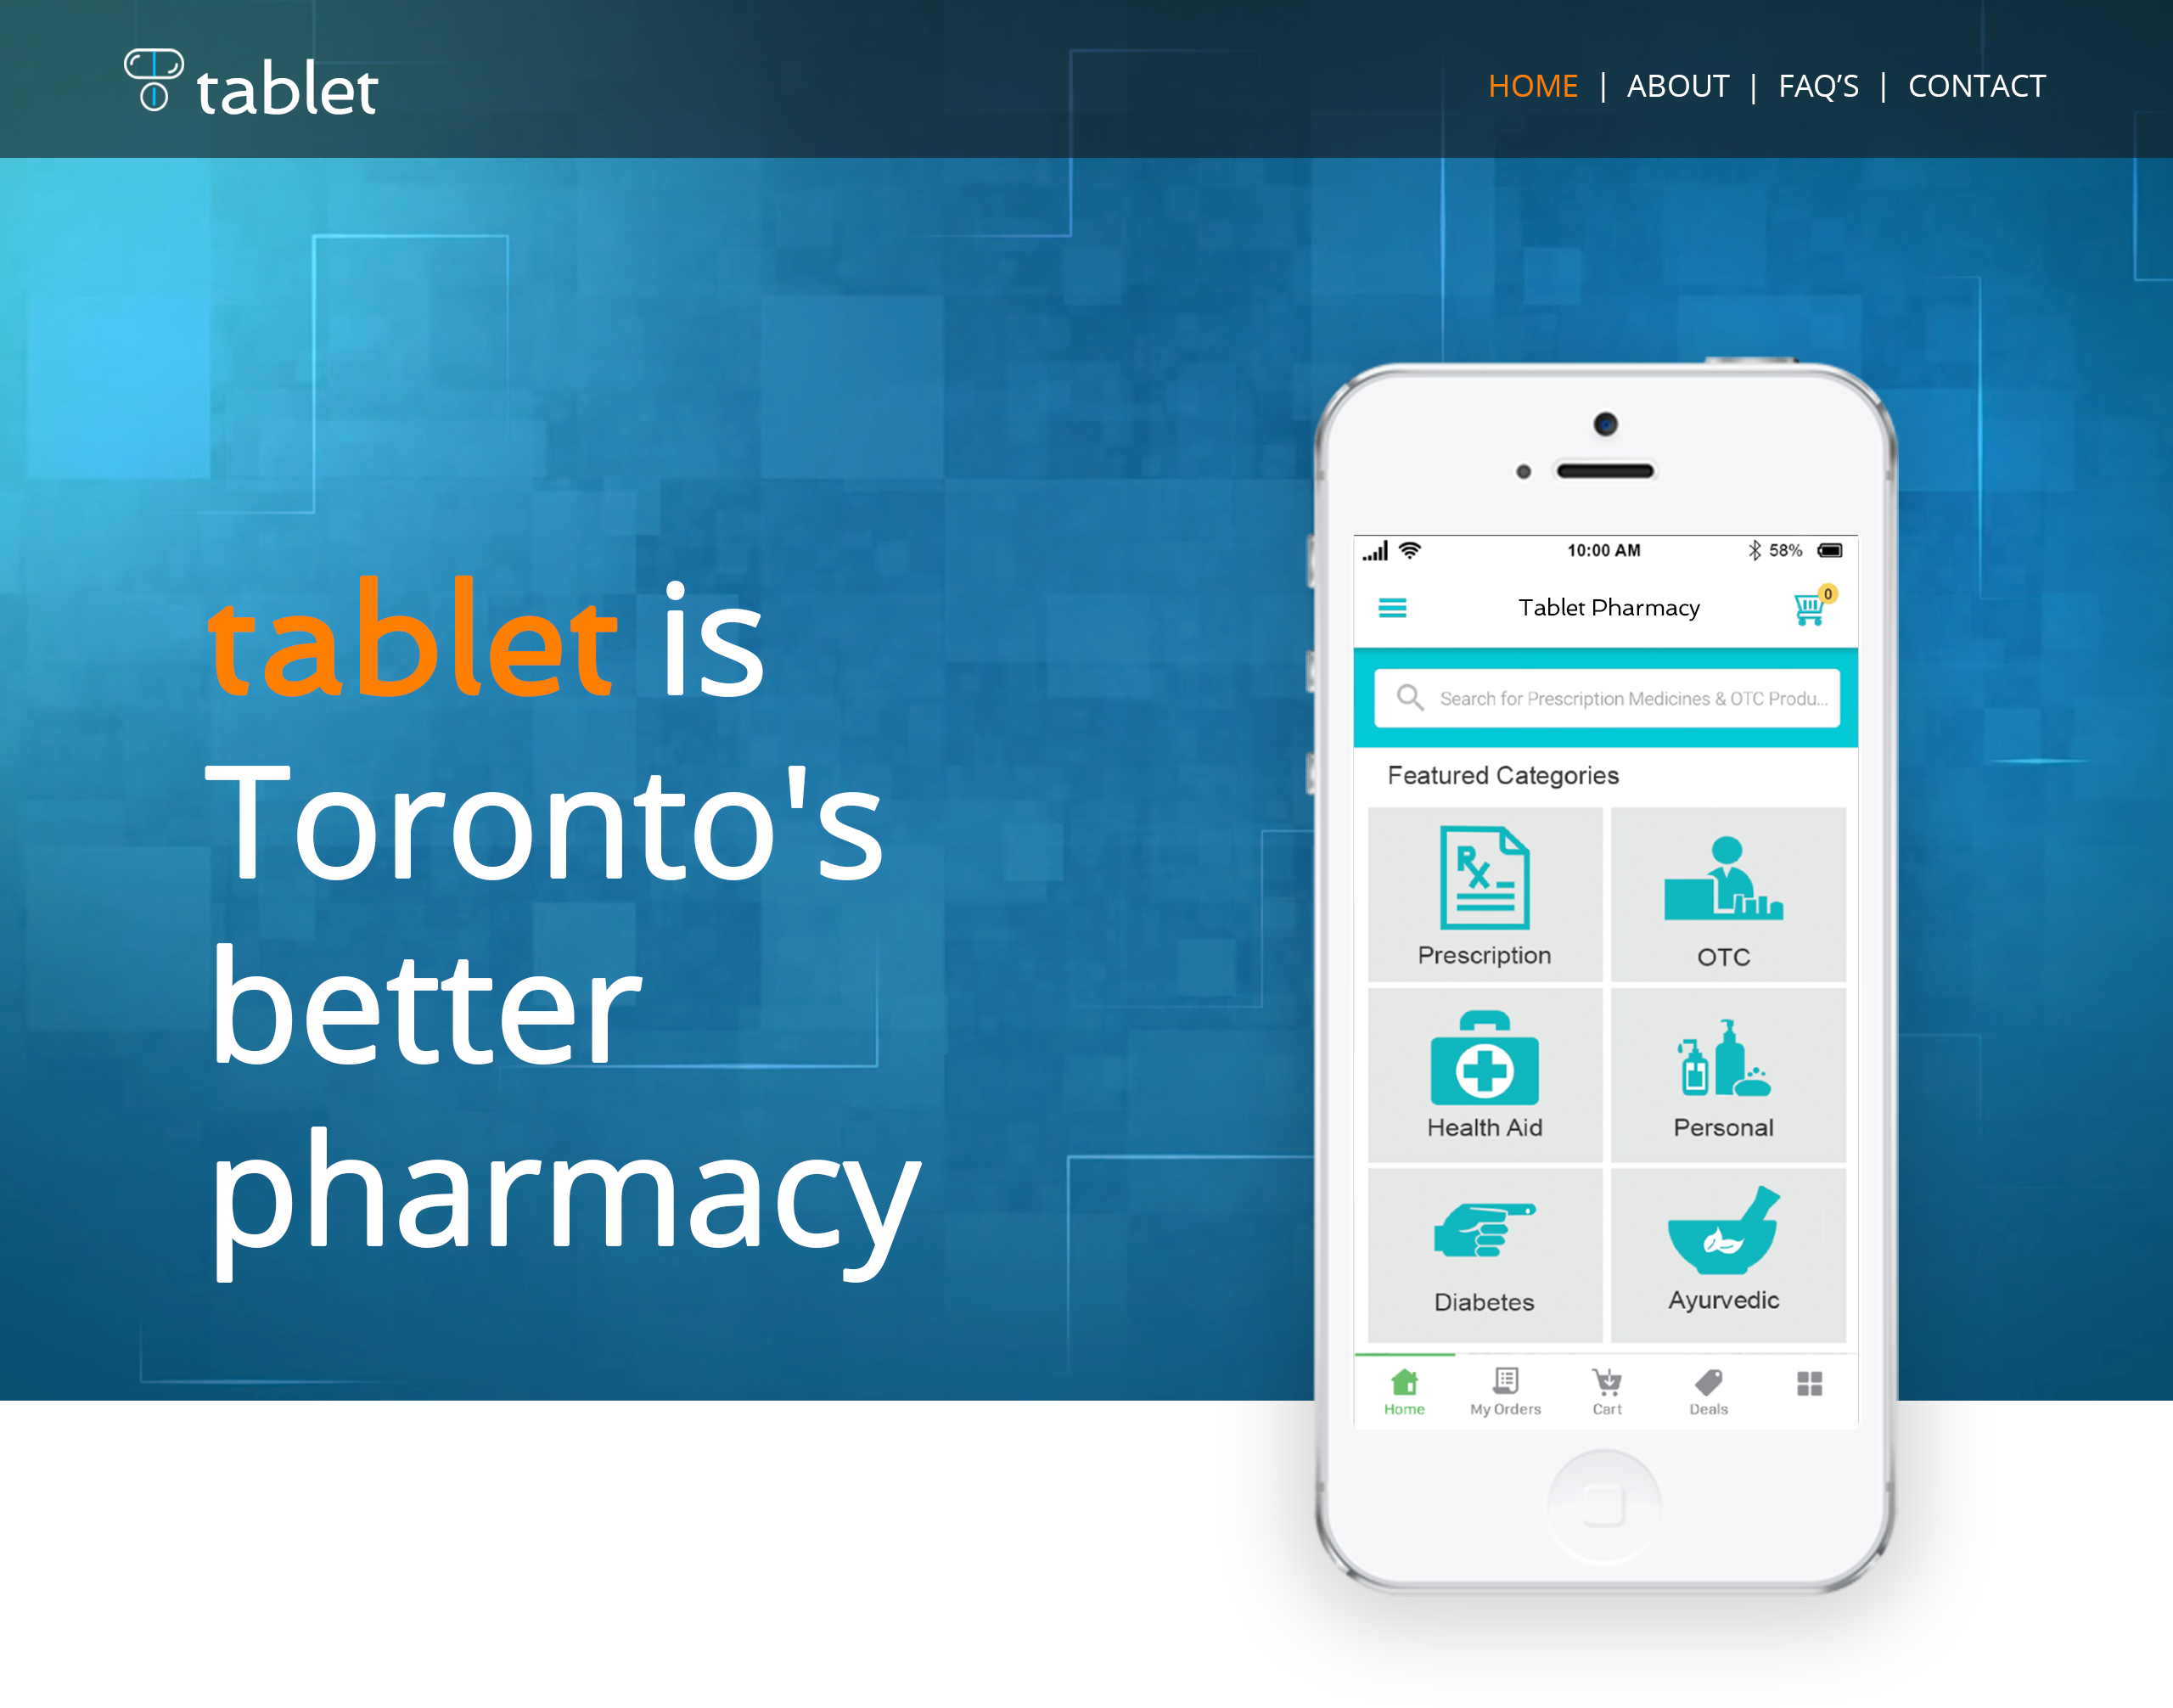 tablet
HOME | ABOUT | FAQ’S | CONTACT
tablet is
Toronto's
better
pharmacy
10:00 AM
58%
Tablet Pharmacy
0
Search for Prescription Medicines & OTC Produ...
Featured Categories
Rx
Prescription
OTC
Health Aid
Personal
Diabetes
Ayurvedic
Home
My Orders
Cart
Deals